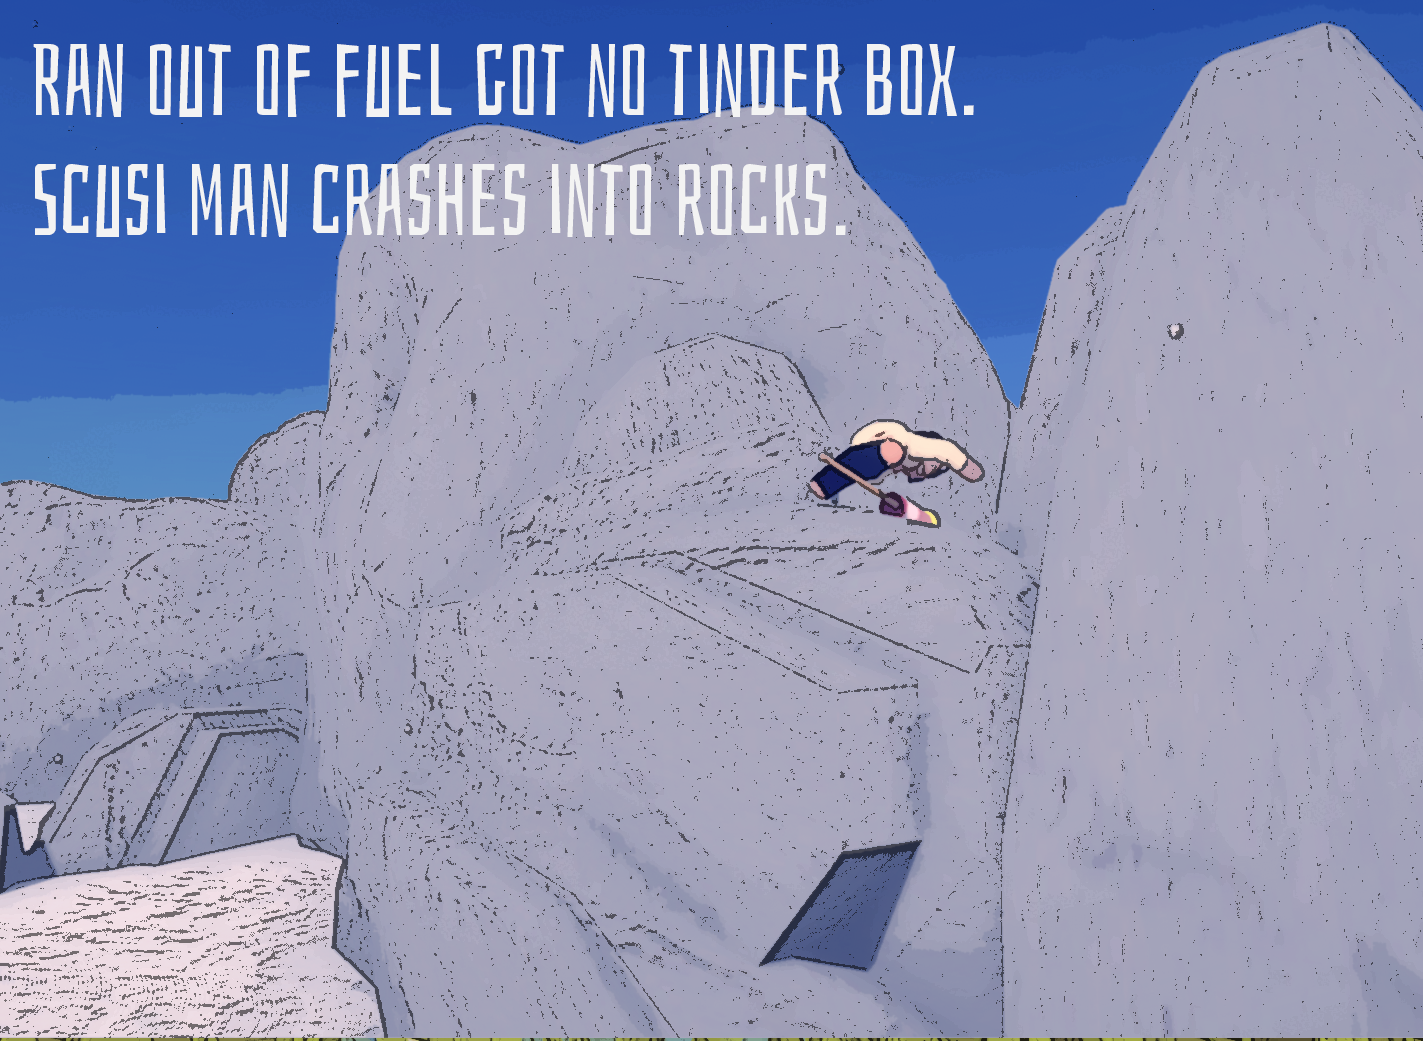 RAN OUT OF FUEL GOT NO TINDER BOX.
SCUSI MAN CRASHES INTO ROCKS.